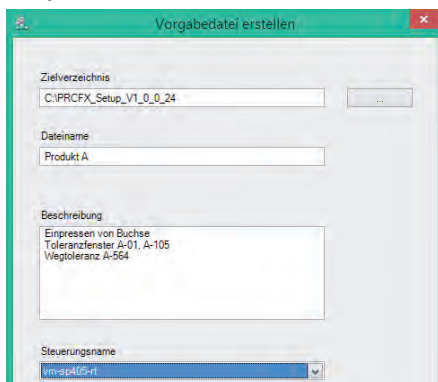 Vorgabedatei erstellen
Zielverzeichnis
C:\PRCFX_Setup_V1_0_0_24
...
Dateiname
Produkt A
Beschreibung
Einpressen von Buchse
Toleranzfenster A-01, A-105
Wegtoleranz A-564
Steuerungsname
vm-sp405-rt